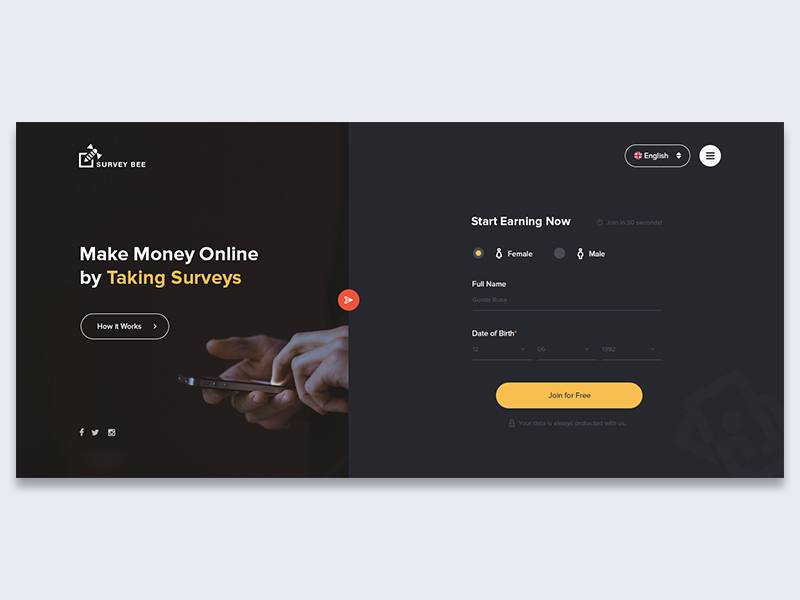 SURVEY BEE
Make Money Online
by Taking Surveys
How it Works
English
Start Earning Now
Join in 30 seconds!
Female
Male
Full Name
Date of Birth*
12
06
1992
Join for Free
Your data is always protected with us.